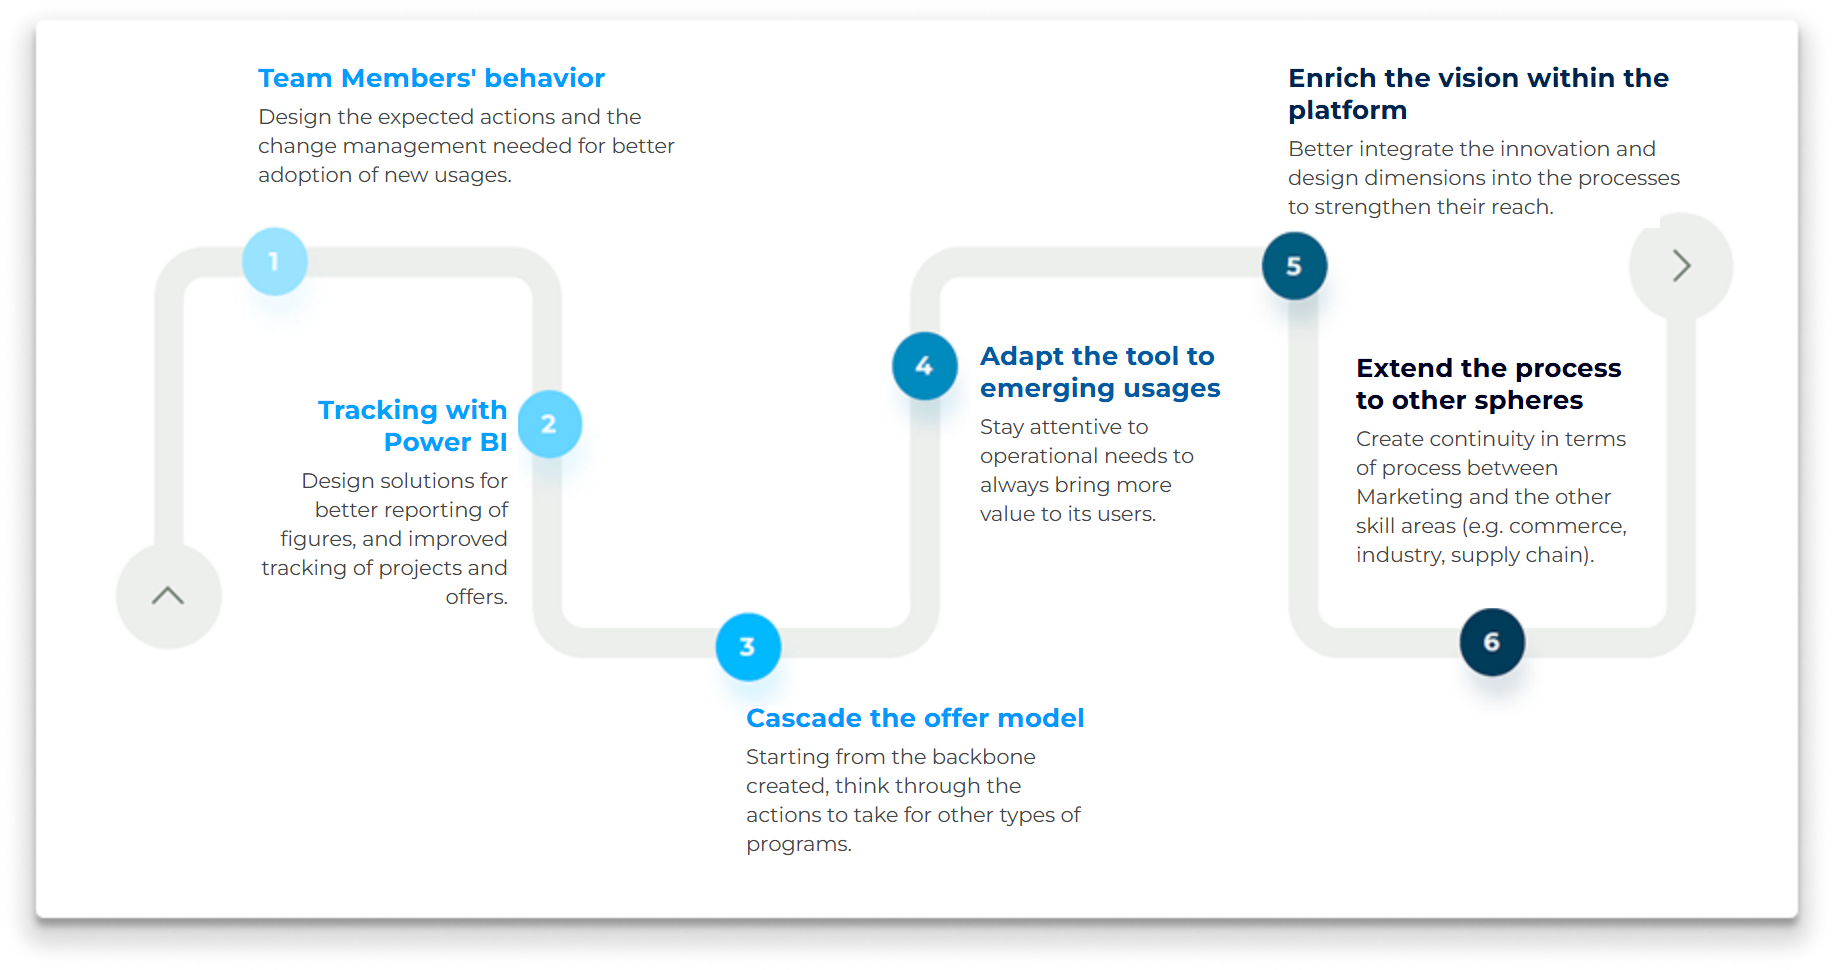 Team Members' behavior
Design the expected actions and the
change management needed for better
adoption of new usages.
1
Tracking with
Power BI
Design solutions for
better reporting of
figures, and improved
tracking of projects and
offers.
2
3
Cascade the offer model
Starting from the backbone
created, think through the
actions to take for other types of
programs.
4
Adapt the tool to
emerging usages
Stay attentive to
operational needs to
always bring more
value to its users.
Enrich the vision within the
platform
Better integrate the innovation and
design dimensions into the processes
to strengthen their reach.
5
Extend the process
to other spheres
Create continuity in terms
of process between
Marketing and the other
skill areas (e.g. commerce,
industry, supply chain).
6